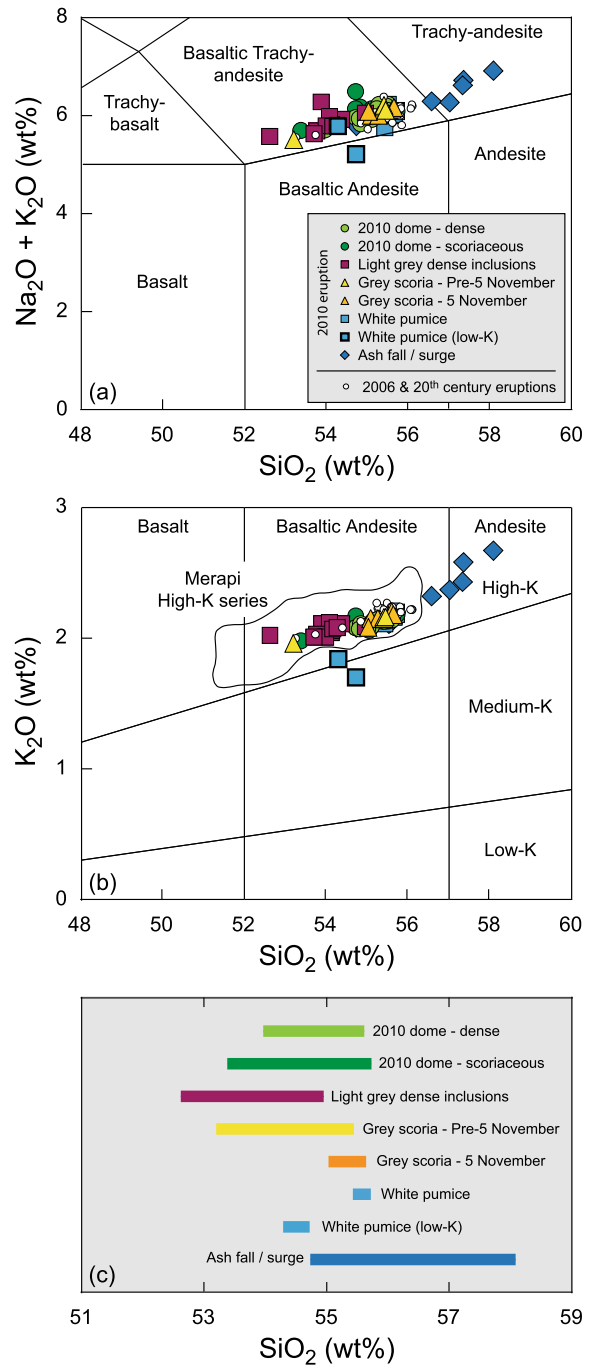 8
Trachy-andesite
Basaltic Trachy-
andesite
Trachy-
basalt
6
Andesite
Basaltic Andesite
4
Na₂O + K₂O (wt%)
2010 eruption
2010 dome - dense
2010 dome - scoriaceous
Light grey dense inclusions
Grey scoria - Pre-5 November
Grey scoria - 5 November
White pumice
White pumice (low-K)
Ash fall / surge
2006 & 20th century eruptions
Basalt
2
(a)
0
48 50 52 54 56 58 60
SiO₂ (wt%)
3
Basalt Basaltic Andesite Andesite
Merapi
High-K series
High-K
2
K₂O (wt%)
Medium-K
1
Low-K
(b)
0
48 50 52 54 56 58 60
SiO₂ (wt%)
2010 dome - dense
2010 dome - scoriaceous
Light grey dense inclusions
Grey scoria - Pre-5 November
Grey scoria - 5 November
White pumice
White pumice (low-K)
Ash fall / surge
(c)
51 53 55 57 59
SiO₂ (wt%)